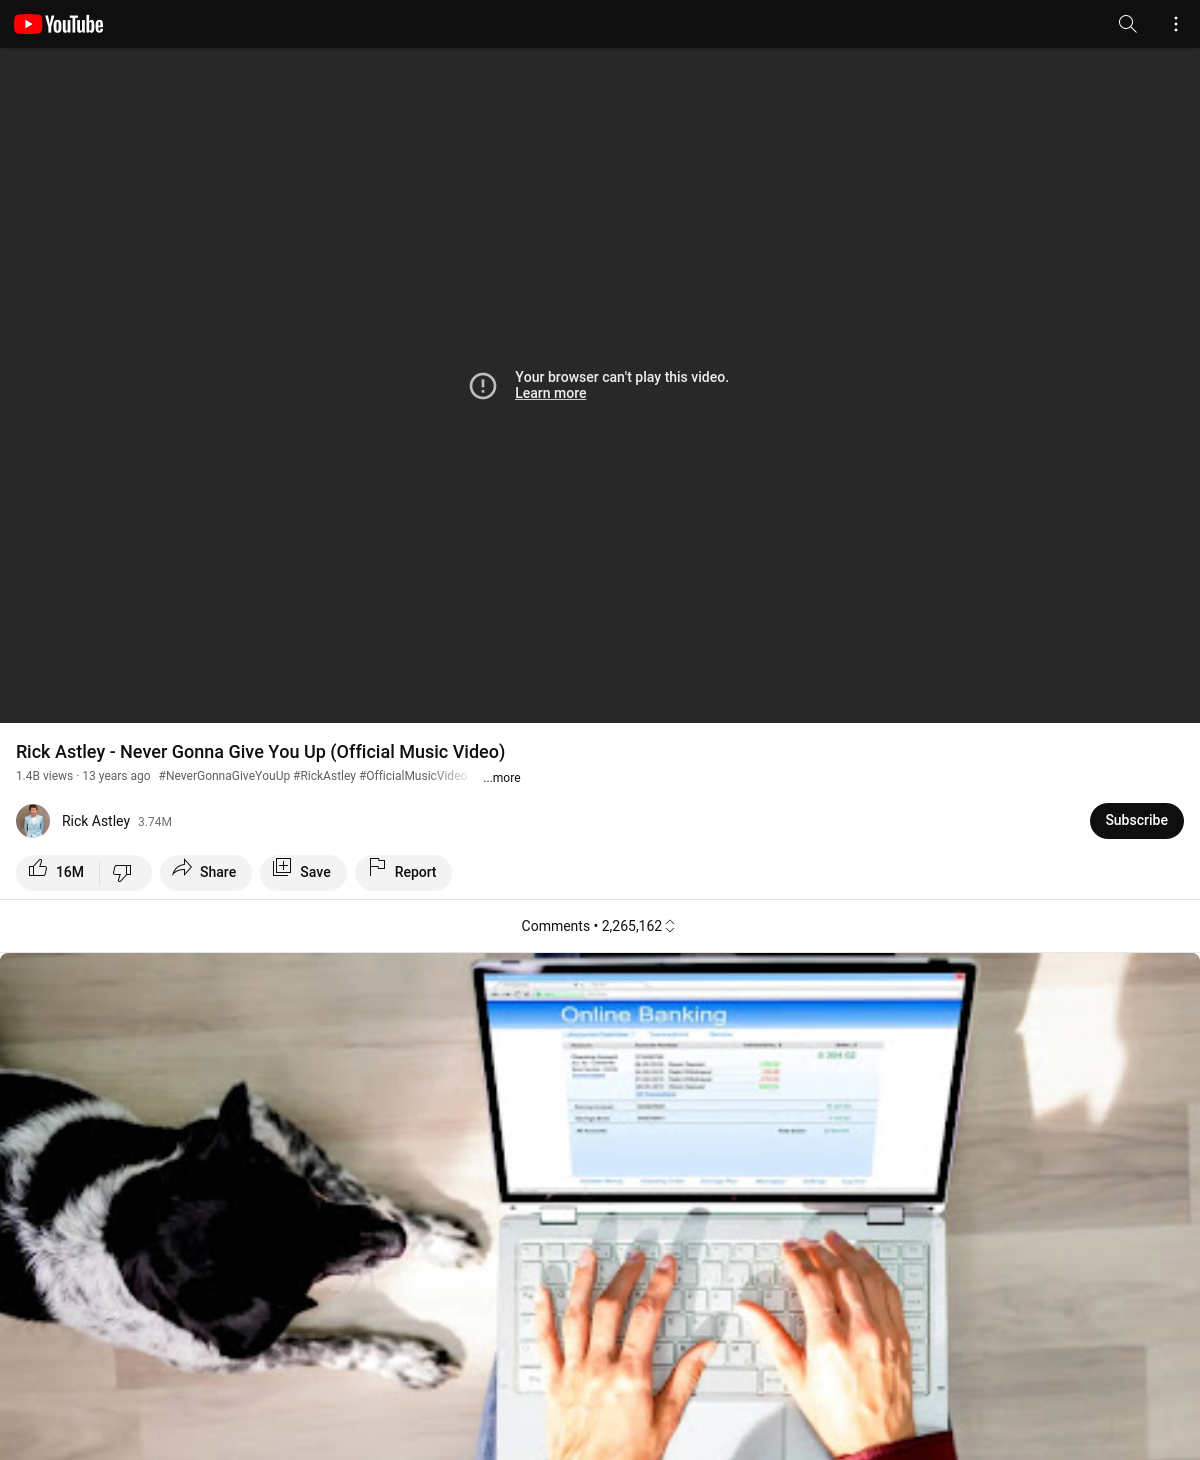 YouTube
Your browser can't play this video.
Learn more
Rick Astley - Never Gonna Give You Up (Official Music Video)
1.4B views · 13 years ago #NeverGonnaGiveYouUp #RickAstley #OfficialMusicVideo ...more
Rick Astley 3.74M
Subscribe
16M
Share
Save
Report
Comments • 2,265,162
Online Banking